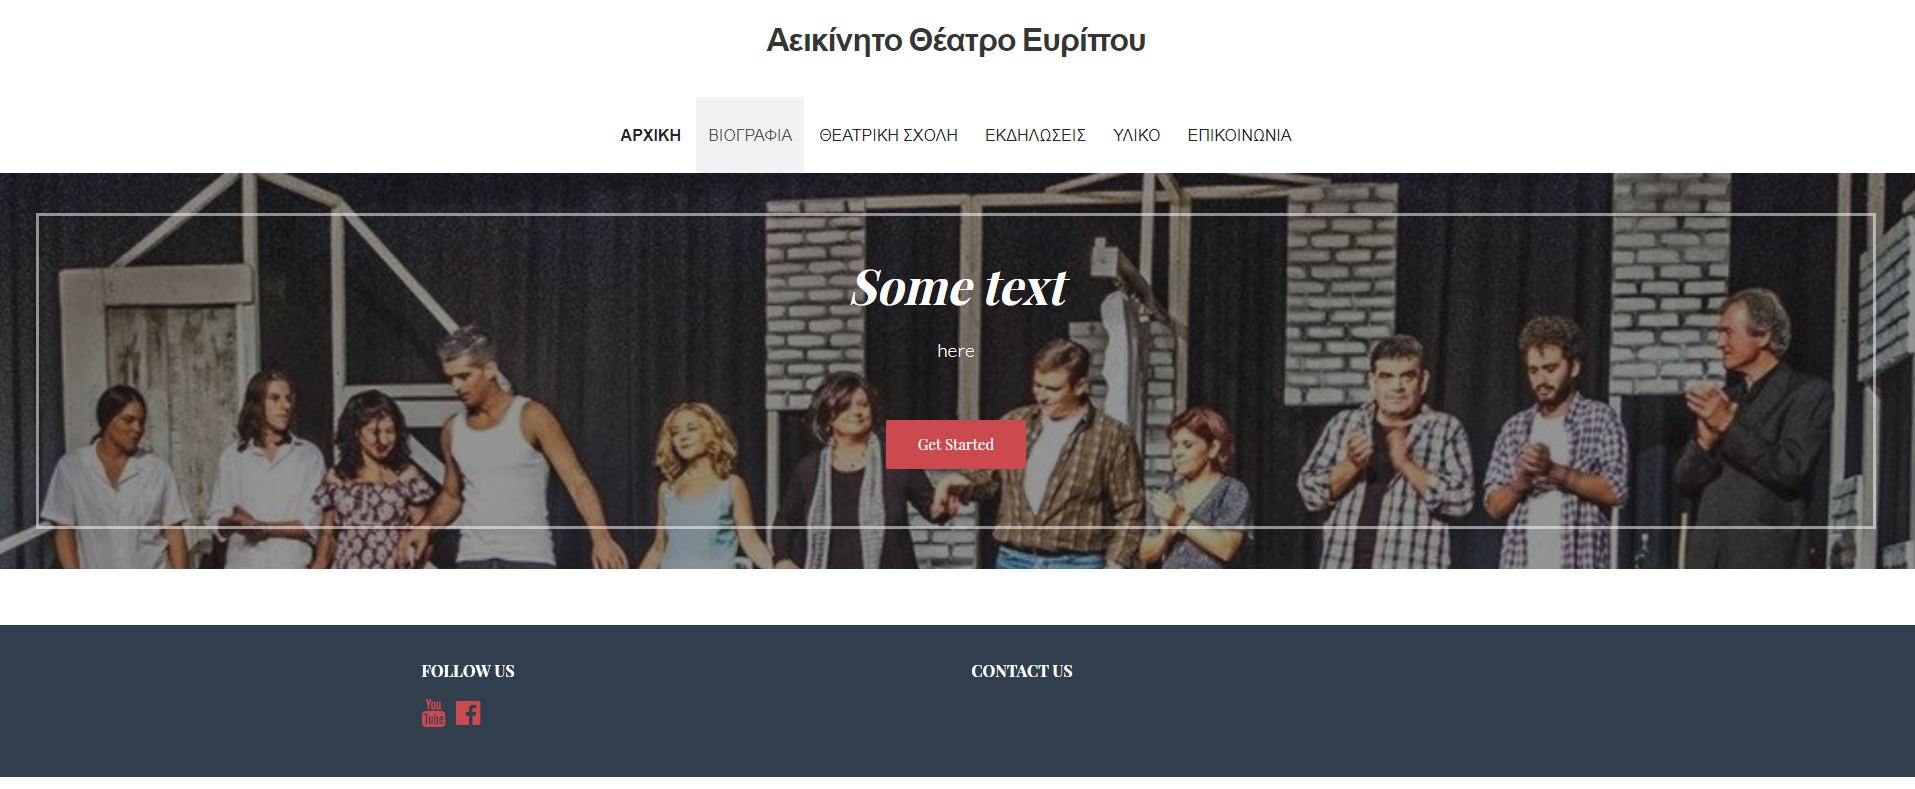 Αεικίνητο Θέατρο Ευρίπου
ΑΡΧΙΚΗ ΒΙΟΓΡΑΦΙΑ ΘΕΑΤΡΙΚΗ ΣΧΟΛΗ ΕΚΔΗΛΩΣΕΙΣ ΥΛΙΚΟ ΕΠΙΚΟΙΝΩΝΙΑ
Some text
here
Get Started
FOLLOW US CONTACT US
You
Tube